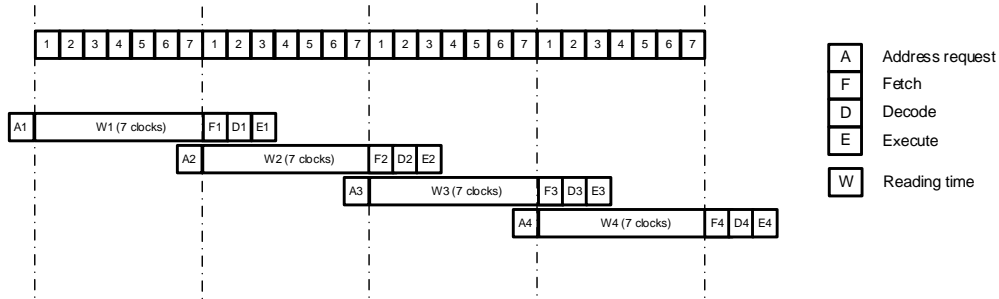 1 2 3 4 5 6 7 1 2 3 4 5 6 7 1 2 3 4 5 6 7 1 2 3 4 5 6 7
A Address request
F Fetch
D Decode
E Execute
W Reading time
A1 W1 (7 clocks) F1 D1 E1
A2 W2 (7 clocks) F2 D2 E2
A3 W3 (7 clocks) F3 D3 E3
A4 W4 (7 clocks) F4 D4 E4